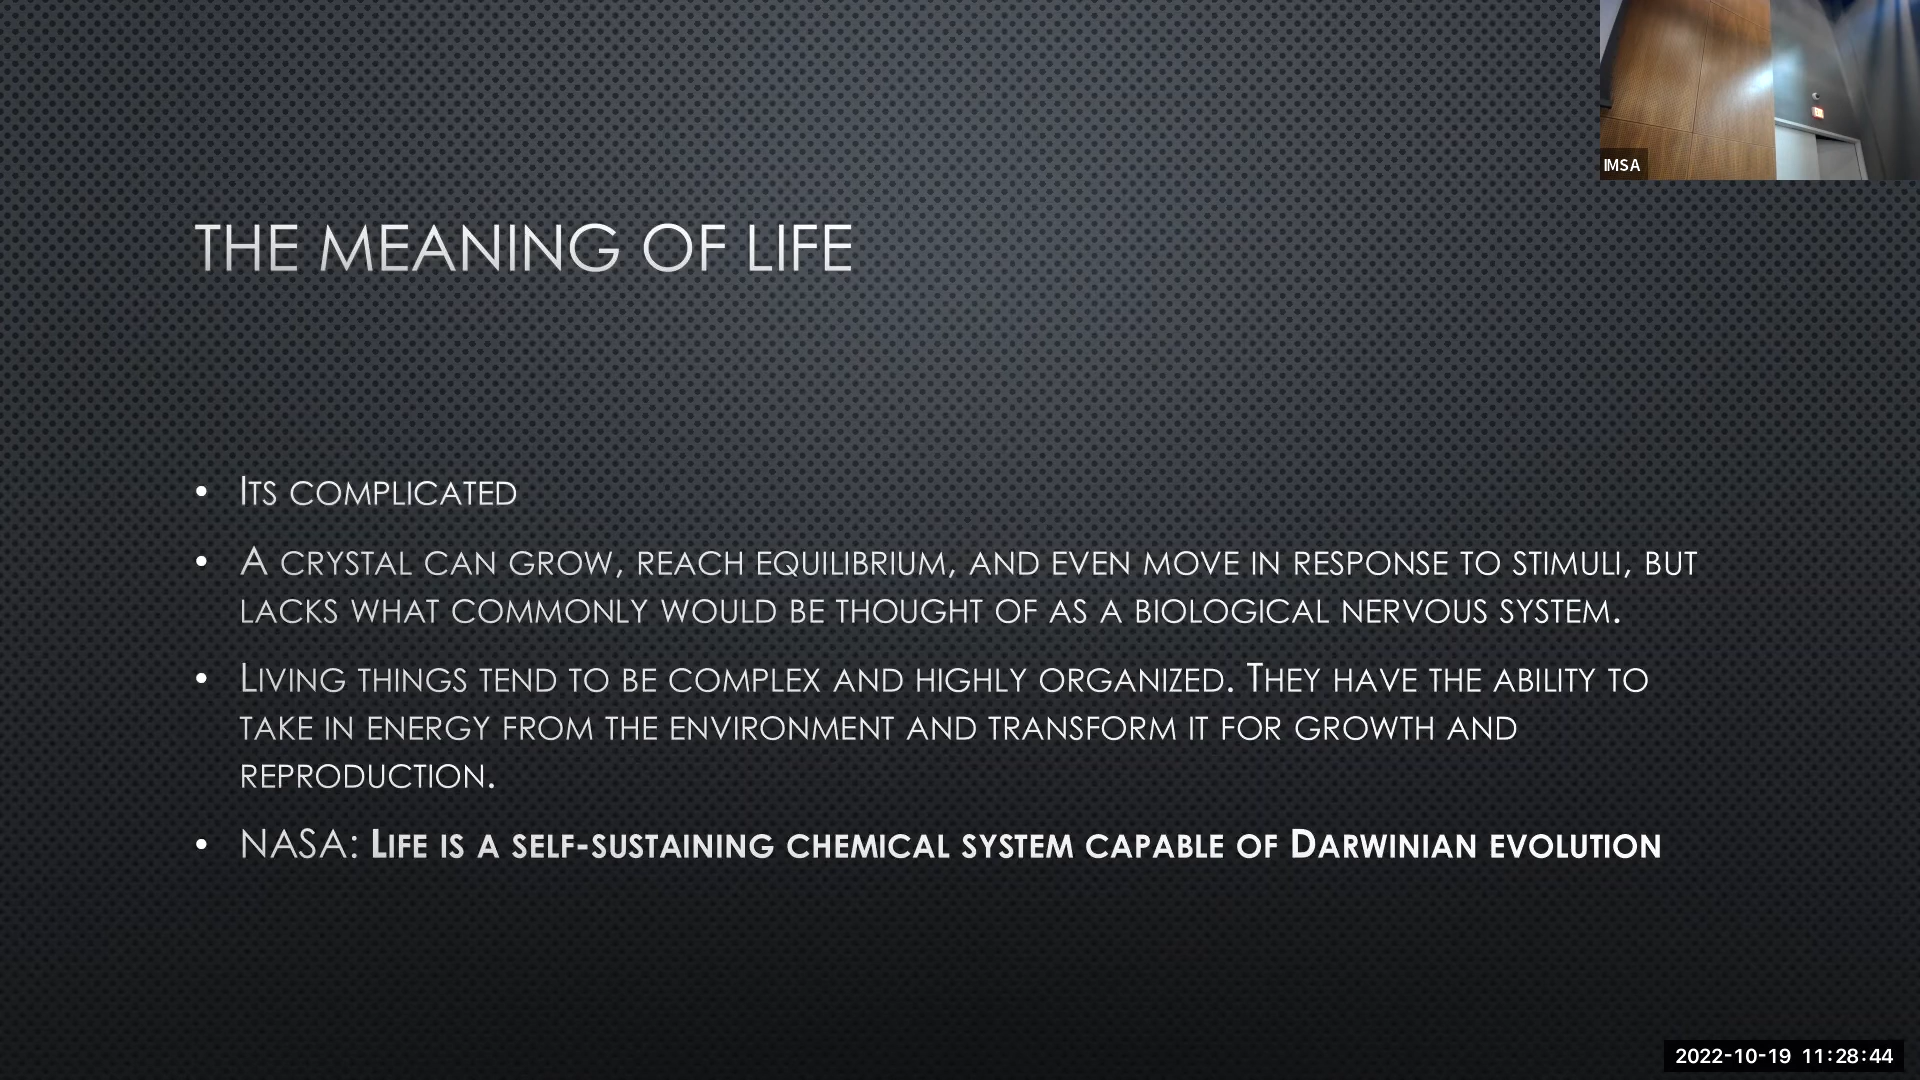 IMSA
THE MEANING OF LIFE
• ITS COMPLICATED
• A CRYSTAL CAN GROW, REACH EQUILIBRIUM, AND EVEN MOVE IN RESPONSE TO STIMULI, BUT
LACKS WHAT COMMONLY WOULD BE THOUGHT OF AS A BIOLOGICAL NERVOUS SYSTEM.
• LIVING THINGS TEND TO BE COMPLEX AND HIGHLY ORGANIZED. THEY HAVE THE ABILITY TO
TAKE IN ENERGY FROM THE ENVIRONMENT AND TRANSFORM IT FOR GROWTH AND
REPRODUCTION.
• NASA: LIFE IS A SELF-SUSTAINING CHEMICAL SYSTEM CAPABLE OF DARWINIAN EVOLUTION
2022-10-19 11:28:44